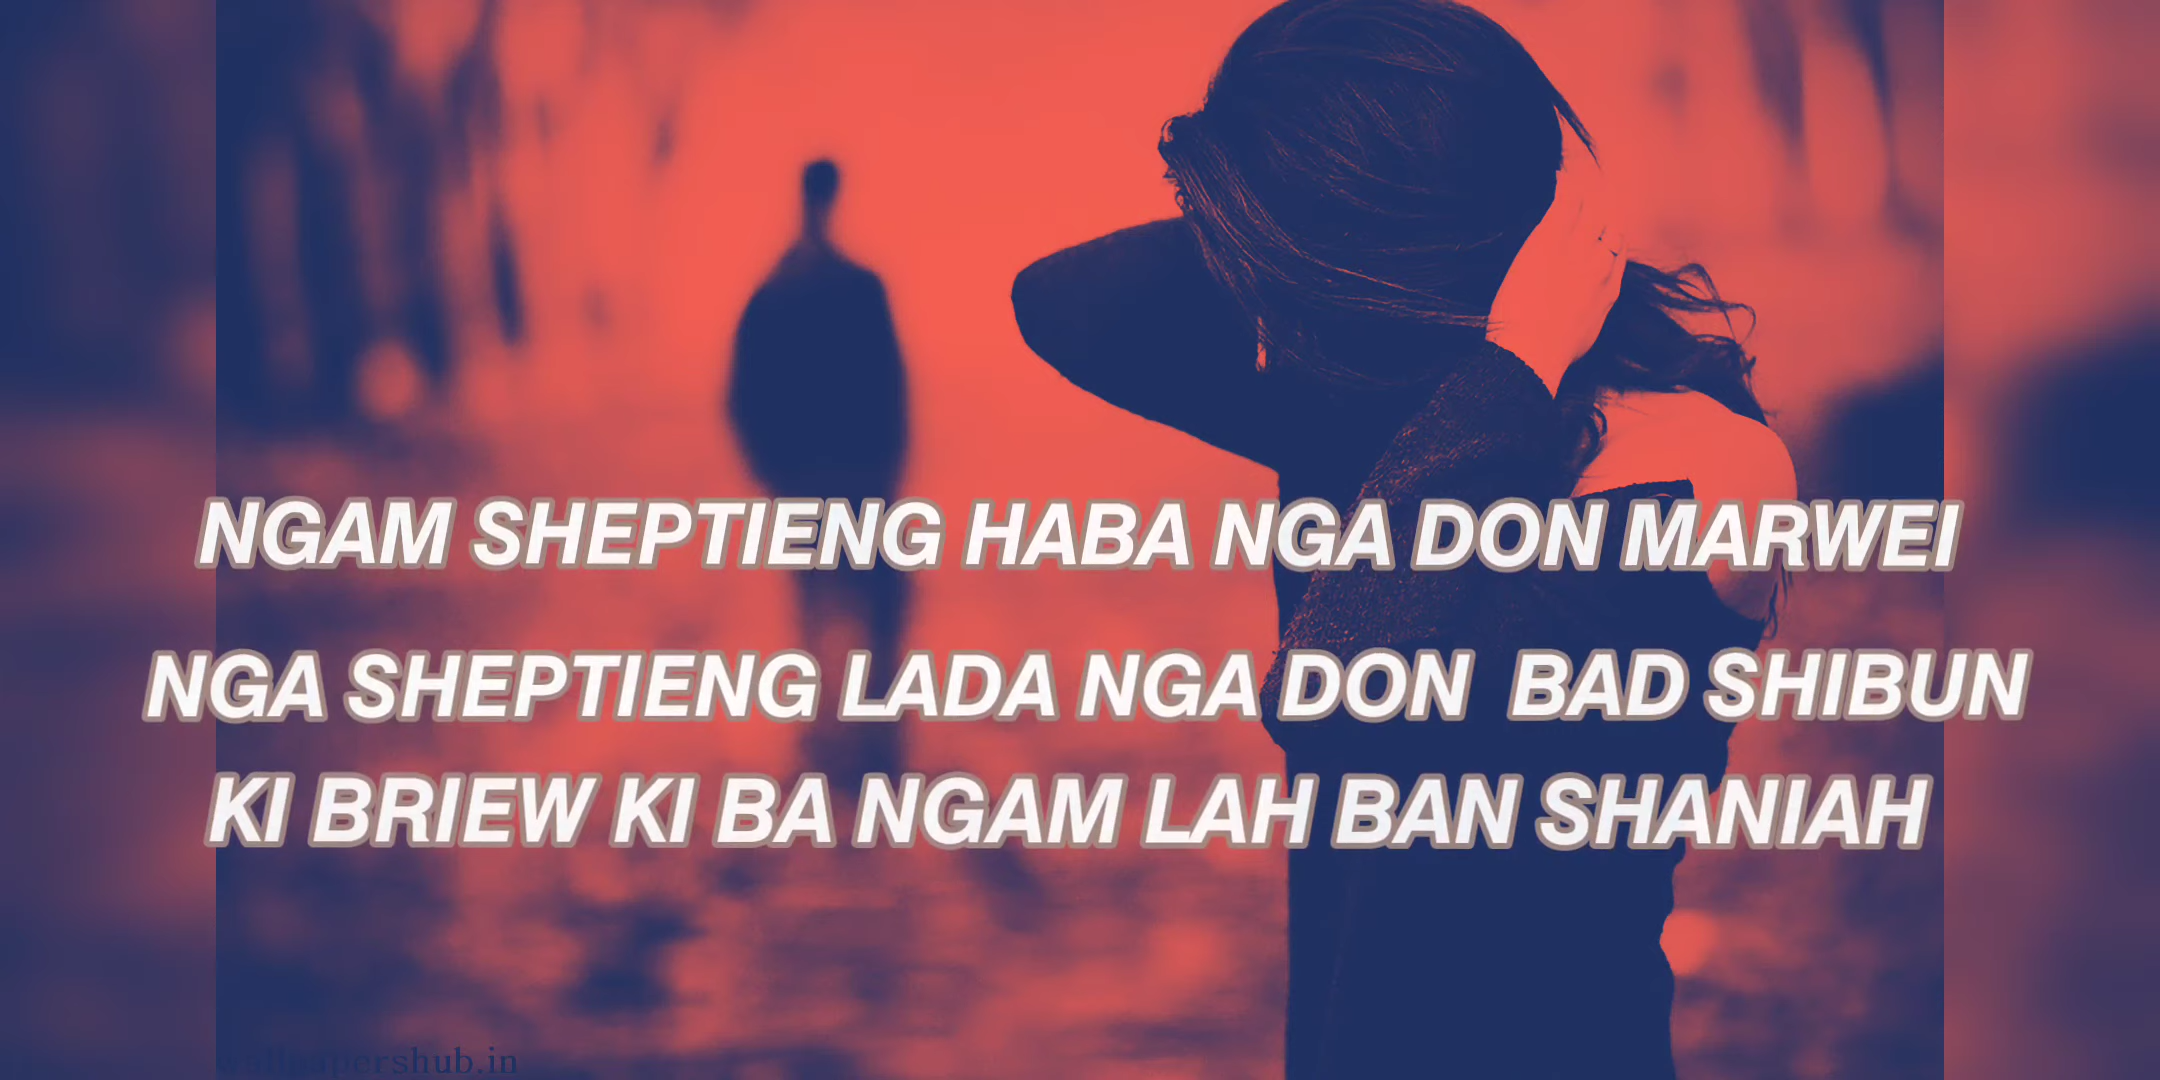 NGAM SHEPTIENG HABA NGA DON MARWEI
NGA SHEPTIENG LADA NGA DON BAD SHIBUN
KI BRIEW KI BA NGAM LAH BAN SHANIAH
wallpapershub.in